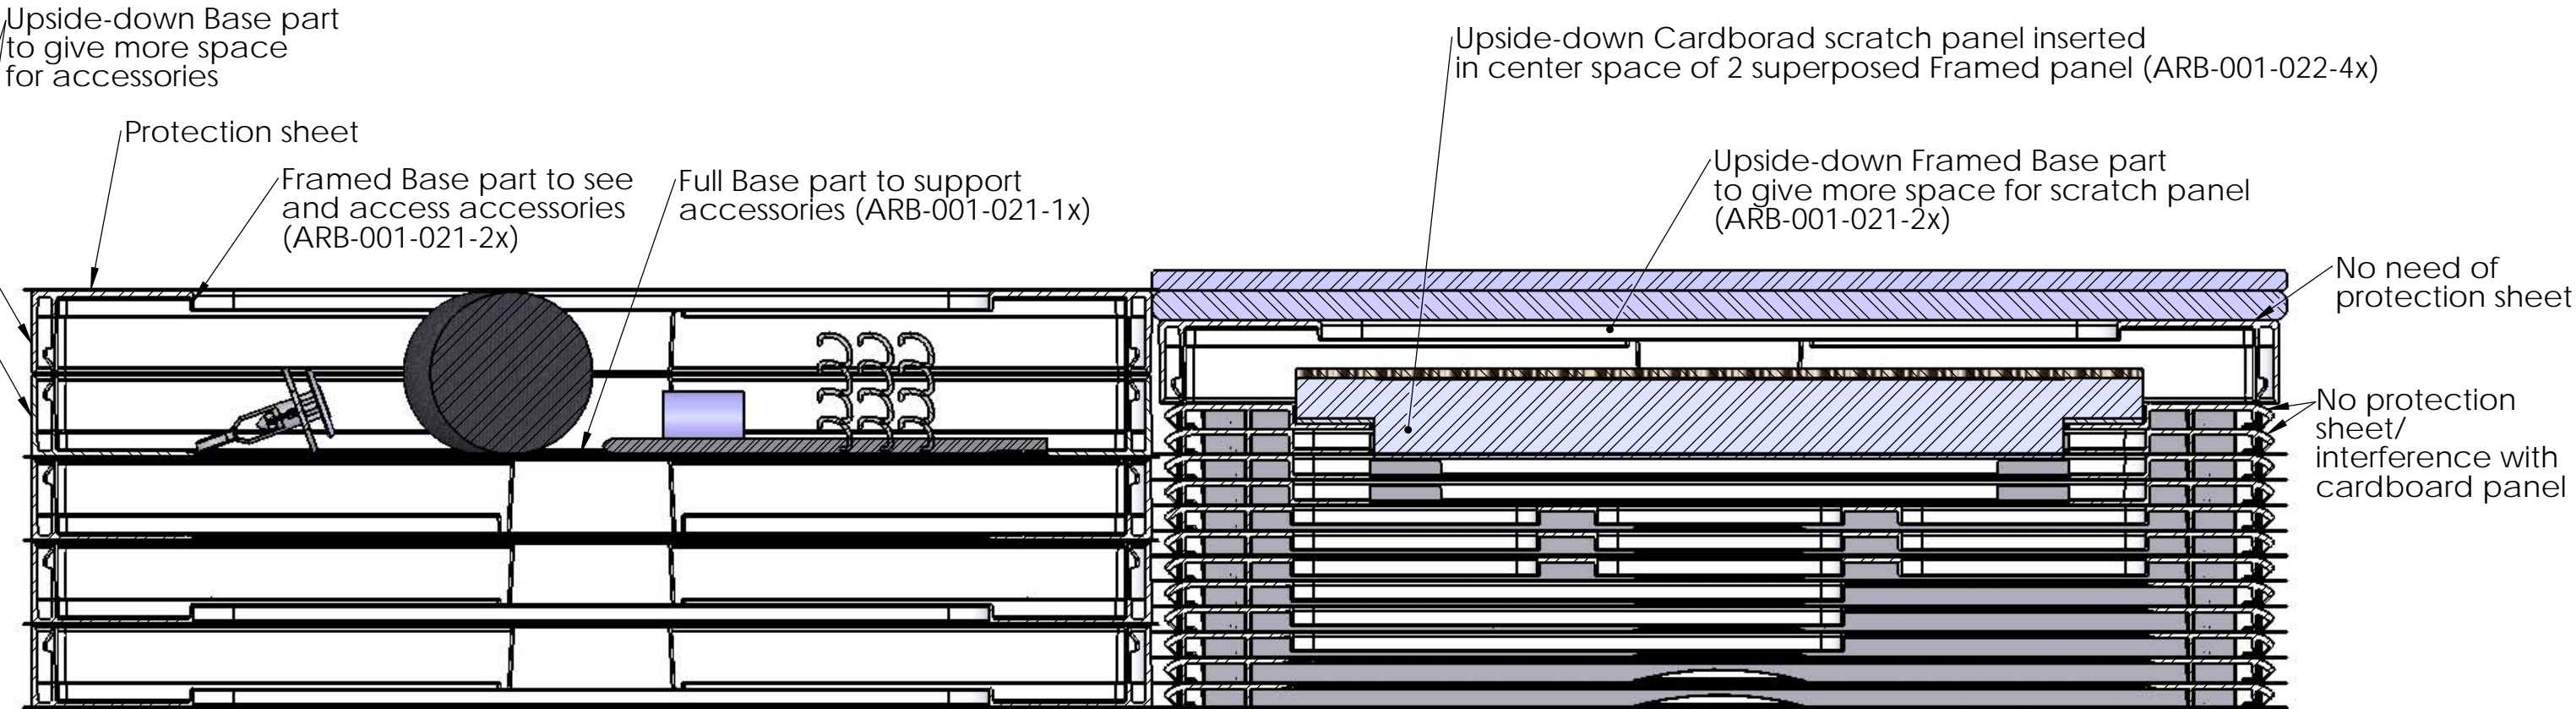 Upside-down Base part
to give more space
for accessories
Protection sheet
Framed Base part to see
and access accessories
(ARB-001-021-2x)
Full Base part to support
accessories (ARB-001-021-1x)
Upside-down Cardborad scratch panel inserted
in center space of 2 superposed Framed panel (ARB-001-022-4x)
Upside-down Framed Base part
to give more space for scratch panel
(ARB-001-021-2x)
No need of
protection sheet
No protection
sheet/
interference with
cardboard panel